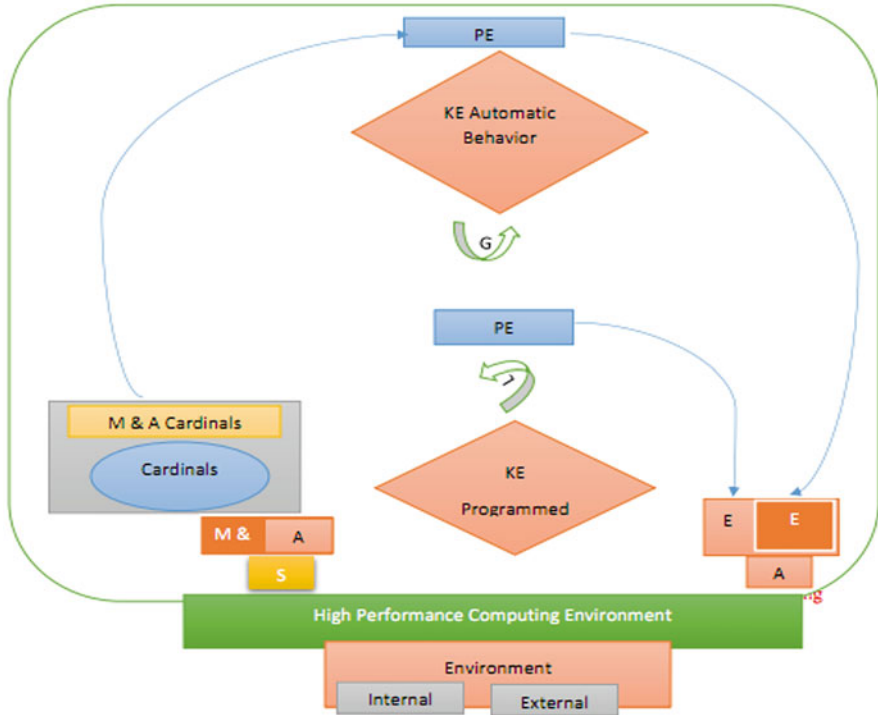 PE
KE Automatic
Behavior
G
PE
L
M & A Cardinals
Cardinals
KE
Programmed
M &
A
S
E
E
A
High Performance Computing Environment
Environment
Internal
External